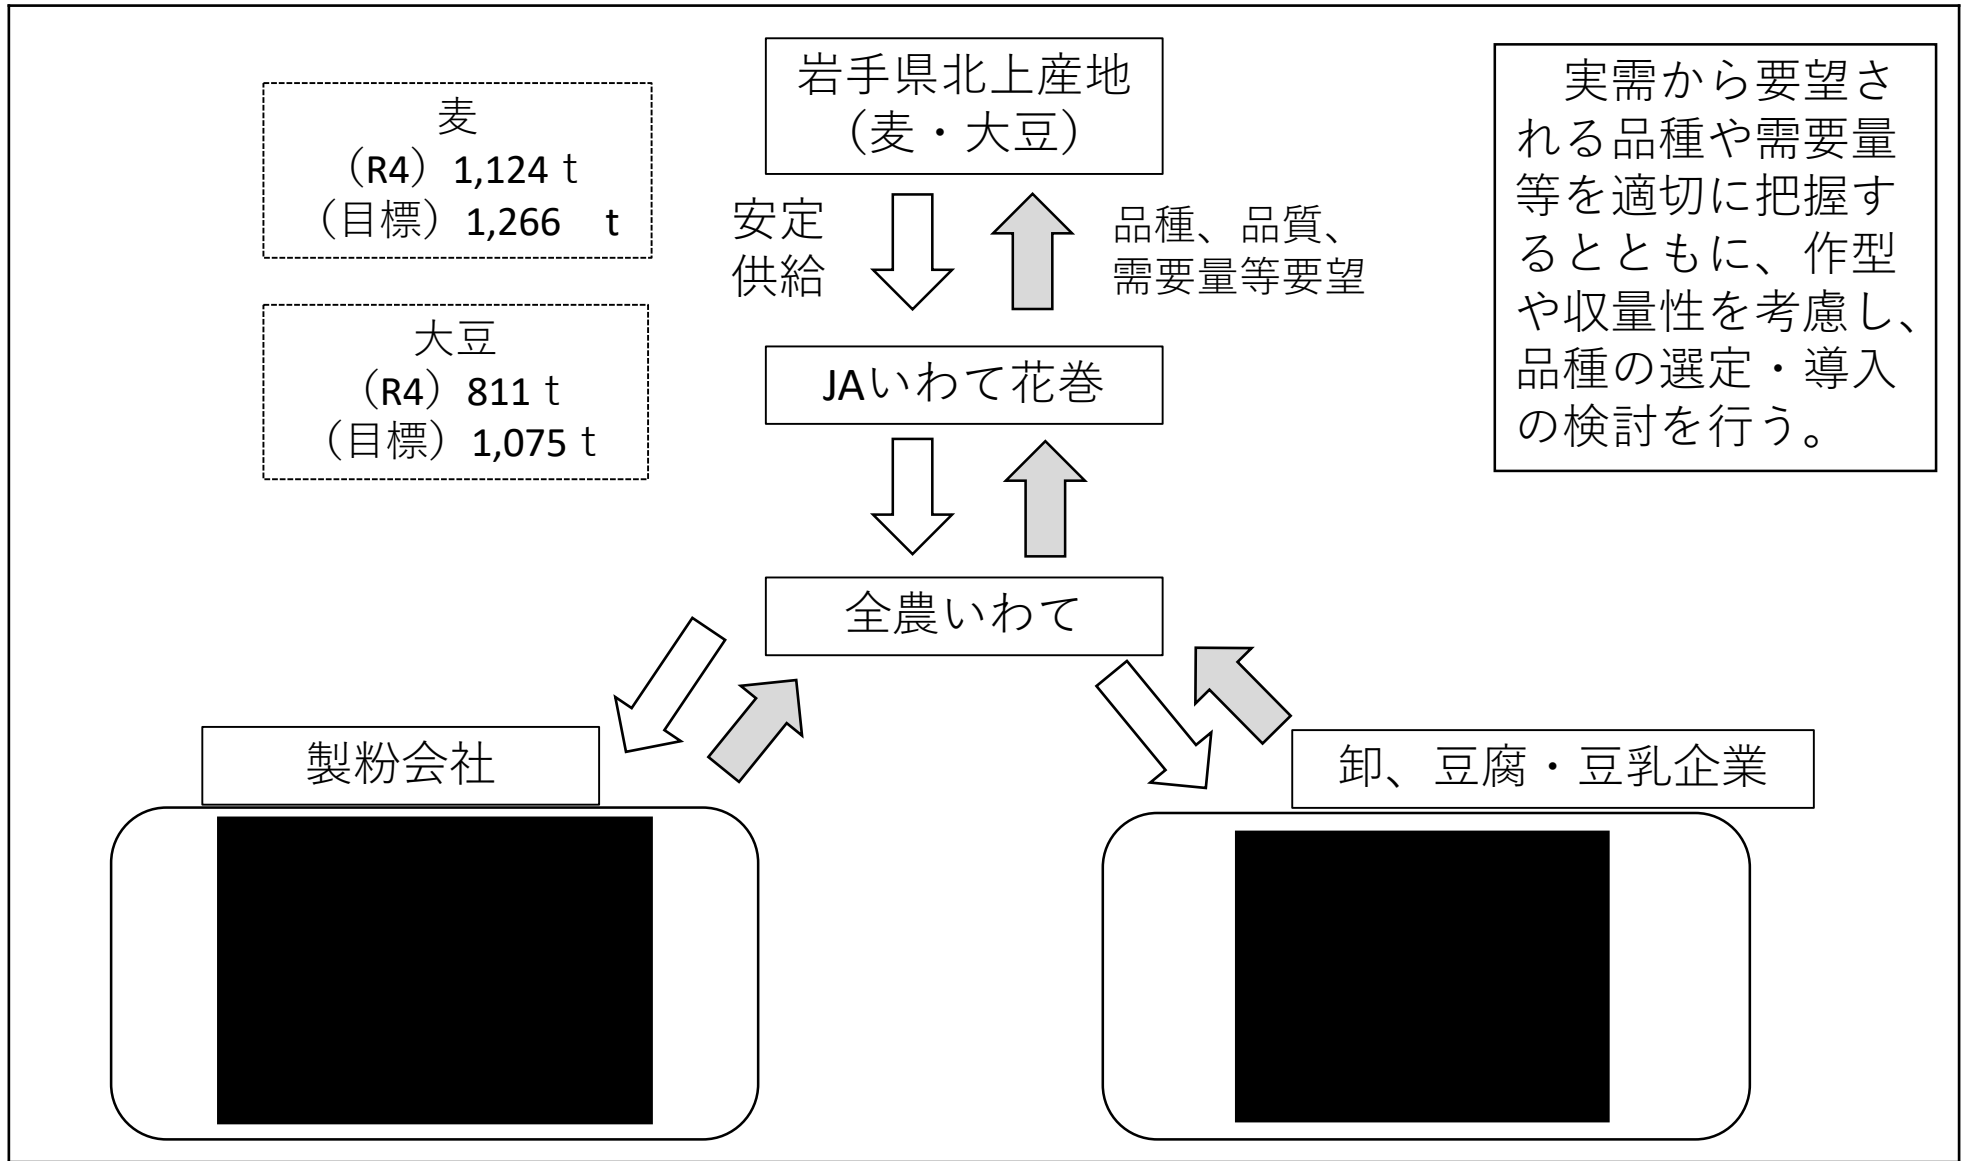 岩手県北上産地
（麦・大豆）
麦
（R4）1,124 ｔ
（目標）1,266　t
大豆
（R4）811 ｔ
（目標）1,075 ｔ
安定
供給
品種、品質、
需要量等要望
　実需から要望さ
れる品種や需要量
等を適切に把握す
るとともに、作型
や収量性を考慮し、
品種の選定・導入
の検討を行う。
JAいわて花巻
全農いわて
製粉会社
卸、豆腐・豆乳企業